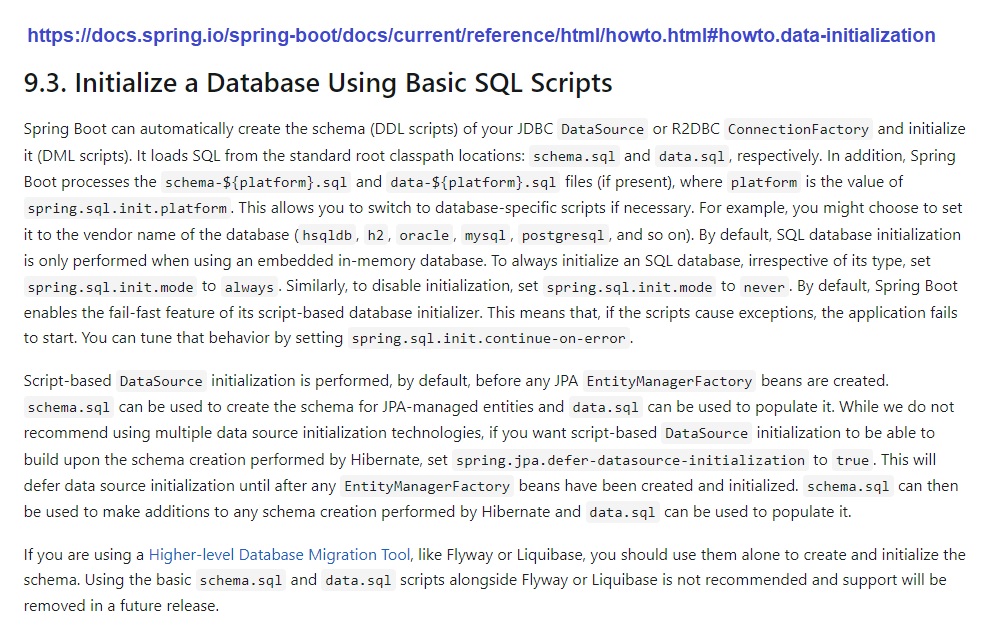 https://docs.spring.io/spring-boot/docs/current/reference/html/howto.html#howto.data-initialization
9.3. Initialize a Database Using Basic SQL Scripts
Spring Boot can automatically create the schema (DDL scripts) of your JDBC DataSource or R2DBC ConnectionFactory and initialize
it (DML scripts). It loads SQL from the standard root classpath locations: schema.sql and data.sql, respectively. In addition, Spring
Boot processes the schema-${platform}.sql and data-${platform}.sql files (if present), where platform is the value of
spring.sql.init.platform. This allows you to switch to database-specific scripts if necessary. For example, you might choose to set
it to the vendor name of the database (hsqldb, h2, oracle, mysql, postgresql, and so on). By default, SQL database initialization
is only performed when using an embedded in-memory database. To always initialize an SQL database, irrespective of its type, set
spring.sql.init.mode to always. Similarly, to disable initialization, set spring.sql.init.mode to never. By default, Spring Boot
enables the fail-fast feature of its script-based database initializer. This means that, if the scripts cause exceptions, the application fails
to start. You can tune that behavior by setting spring.sql.init.continue-on-error.
Script-based DataSource initialization is performed, by default, before any JPA EntityManagerFactory beans are created.
schema.sql can be used to create the schema for JPA-managed entities and data.sql can be used to populate it. While we do not
recommend using multiple data source initialization technologies, if you want script-based DataSource initialization to be able to
build upon the schema creation performed by Hibernate, set spring.jpa.defer-datasource-initialization to true. This will
defer data source initialization until after any EntityManagerFactory beans have been created and initialized. schema.sql can then
be used to make additions to any schema creation performed by Hibernate and data.sql can be used to populate it.
If you are using a Higher-level Database Migration Tool, like Flyway or Liquibase, you should use them alone to create and initialize the
schema. Using the basic schema.sql and data.sql scripts alongside Flyway or Liquibase is not recommended and support will be
removed in a future release.